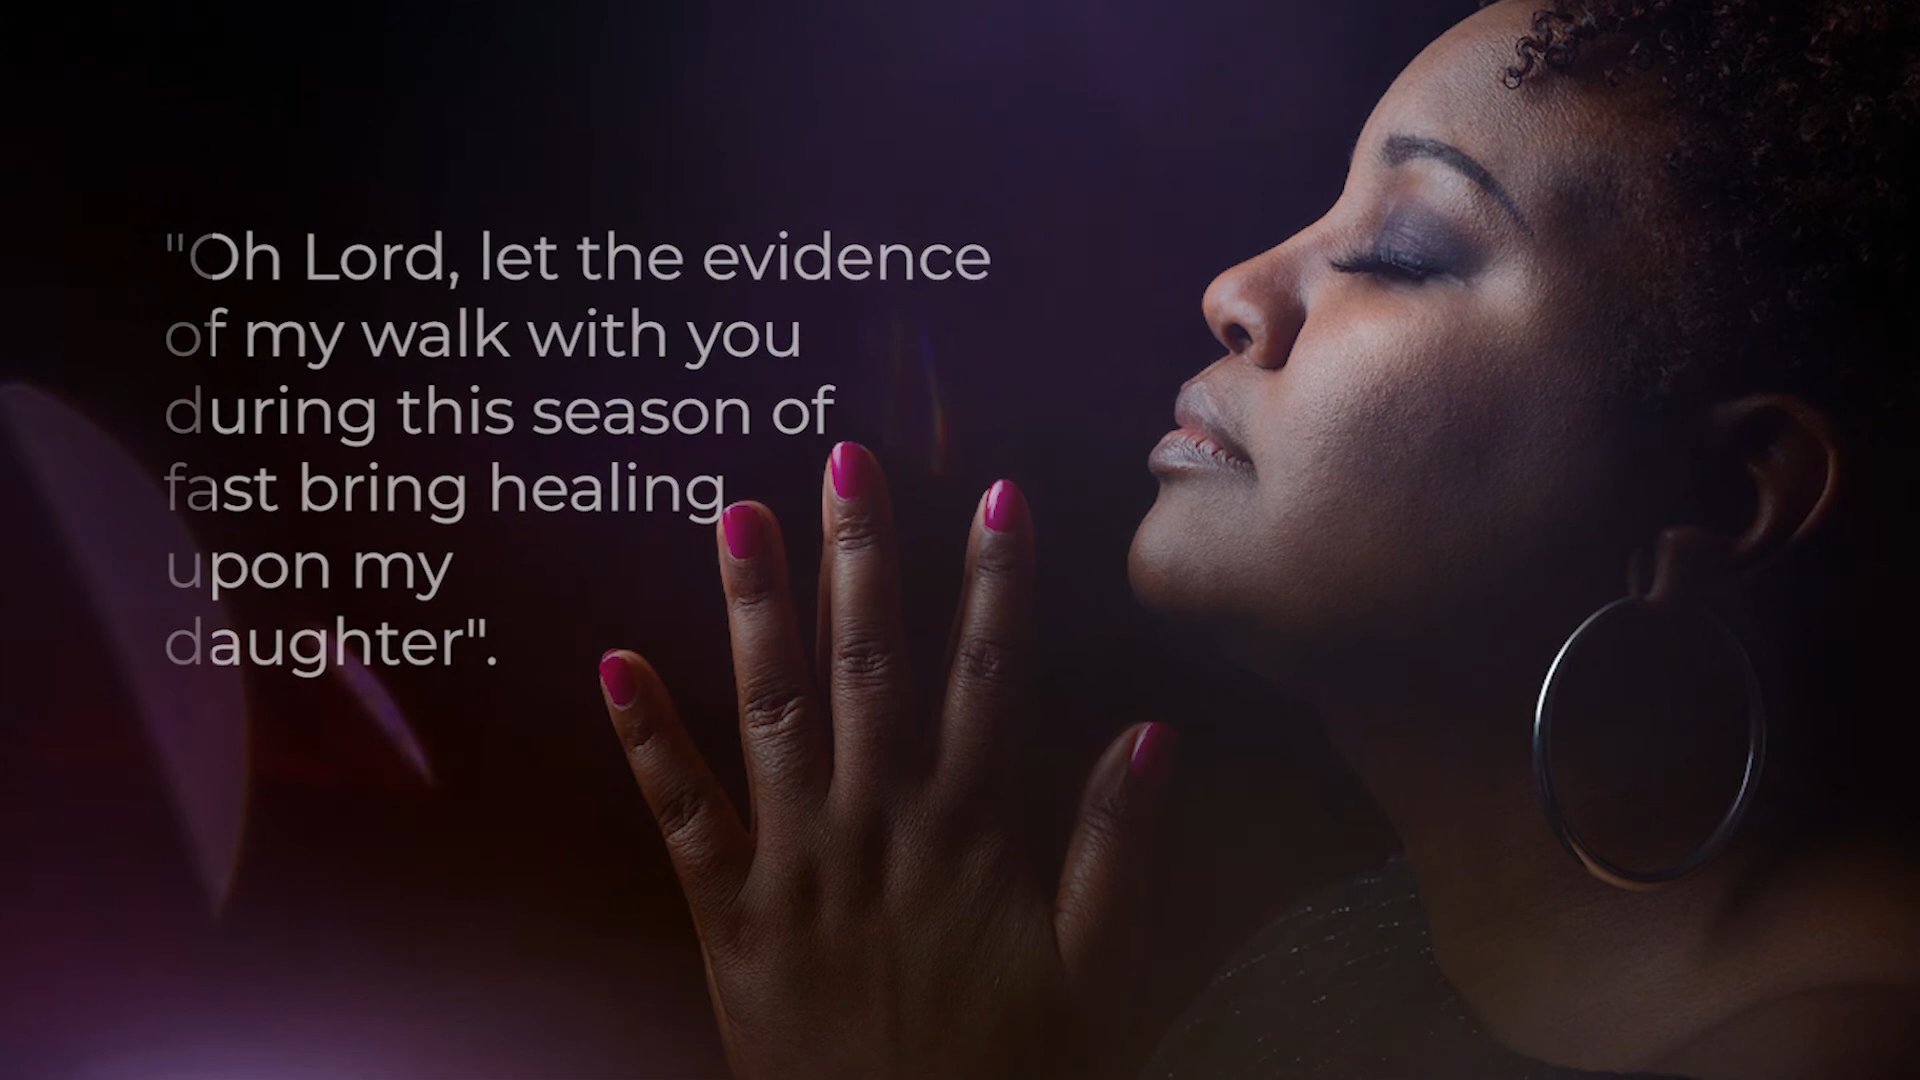 "Oh Lord, let the evidence
of my walk with you
during this season of
fast bring healing
upon my
daughter".